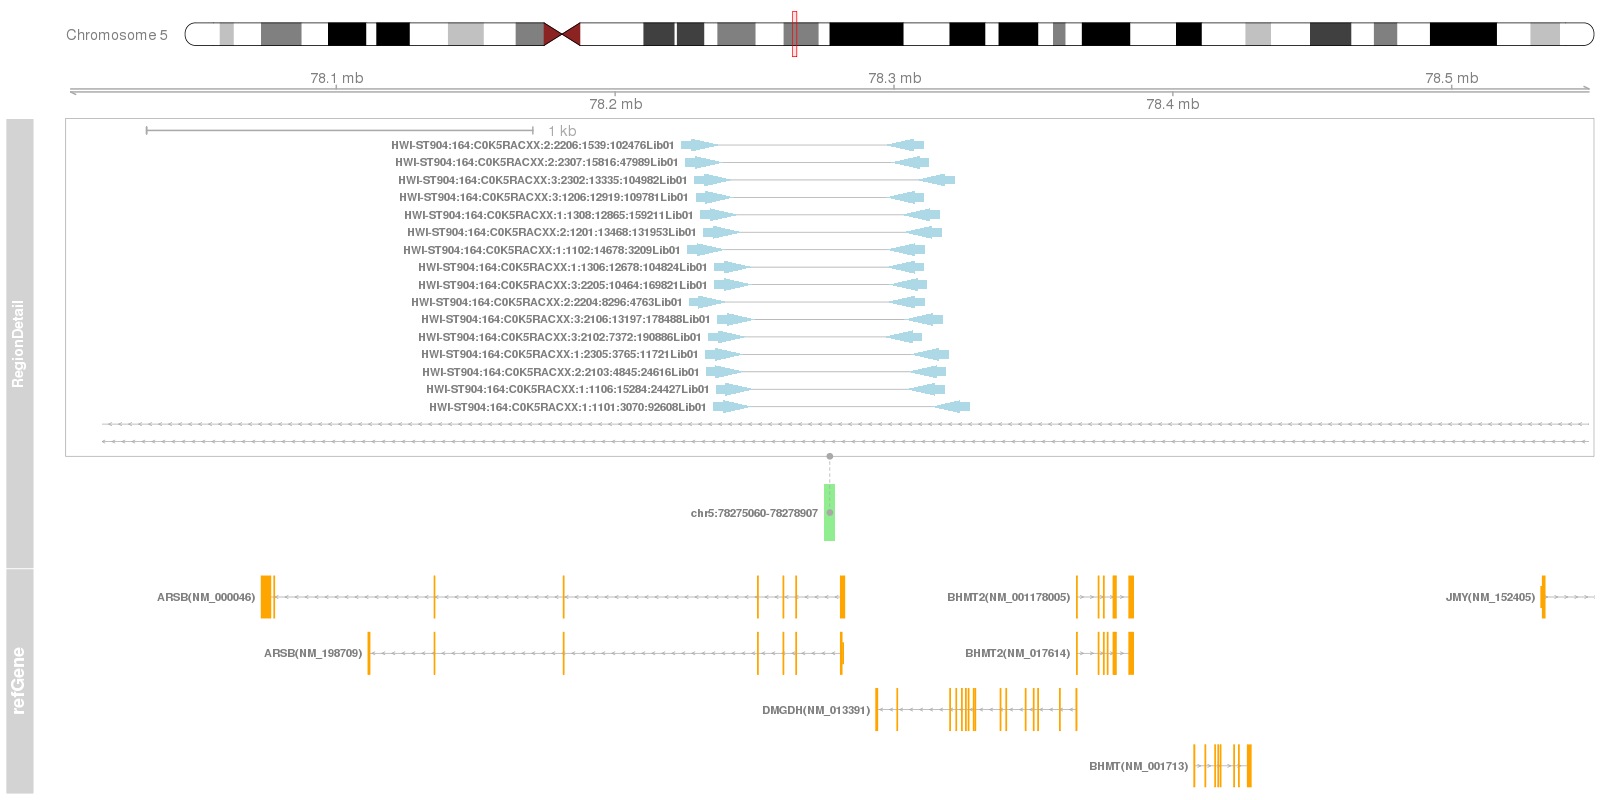 Chromosome 5
78.1 mb
78.3 mb
78.5 mb
78.2 mb
78.4 mb
RegionDetail
1 kb
HWI-ST904:164:C0K5RACXX:2:2206:1539:102476Lib01
HWI-ST904:164:C0K5RACXX:2:2307:15816:47989Lib01
HWI-ST904:164:C0K5RACXX:3:2302:13335:104982Lib01
HWI-ST904:164:C0K5RACXX:3:1206:12919:109781Lib01
HWI-ST904:164:C0K5RACXX:1:1308:12865:159211Lib01
HWI-ST904:164:C0K5RACXX:2:1201:13468:131953Lib01
HWI-ST904:164:C0K5RACXX:1:1102:14678:3209Lib01
HWI-ST904:164:C0K5RACXX:1:1306:12678:104824Lib01
HWI-ST904:164:C0K5RACXX:3:2205:10464:169821Lib01
HWI-ST904:164:C0K5RACXX:2:2204:8296:4763Lib01
HWI-ST904:164:C0K5RACXX:3:2106:13197:178488Lib01
HWI-ST904:164:C0K5RACXX:3:2102:7372:190886Lib01
HWI-ST904:164:C0K5RACXX:1:2305:3765:11721Lib01
HWI-ST904:164:C0K5RACXX:2:2103:4845:24616Lib01
HWI-ST904:164:C0K5RACXX:1:1106:15284:24427Lib01
HWI-ST904:164:C0K5RACXX:1:1101:3070:92608Lib01
chr5:78275060-78278907
refGene
ARSB(NM_000046)
BHMT2(NM_001178005)
JMY(NM_152405)
ARSB(NM_198709)
BHMT2(NM_017614)
DMGDH(NM_013391)
BHMT(NM_001713)